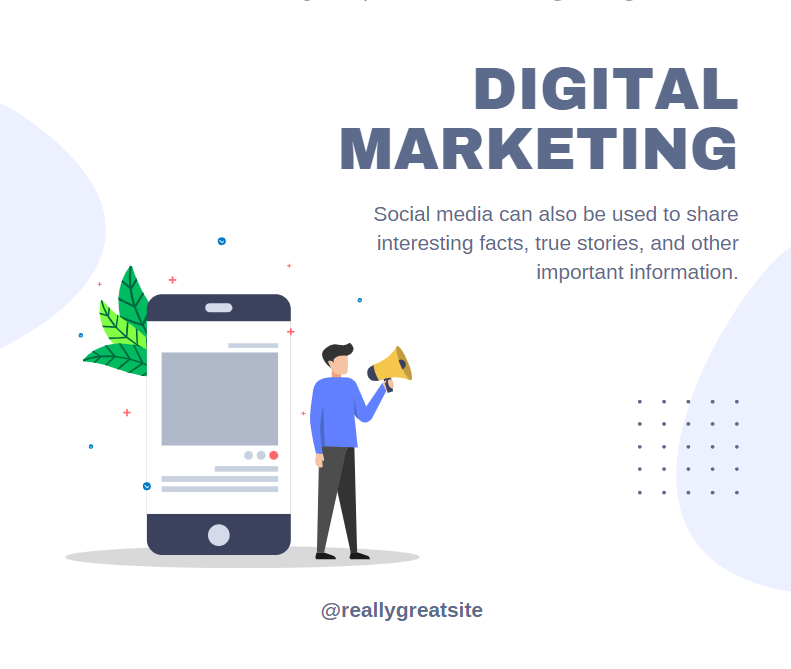 DIGITAL
MARKETING
Social media can also be used to share
interesting facts, true stories, and other
important information.
@reallygreatsite